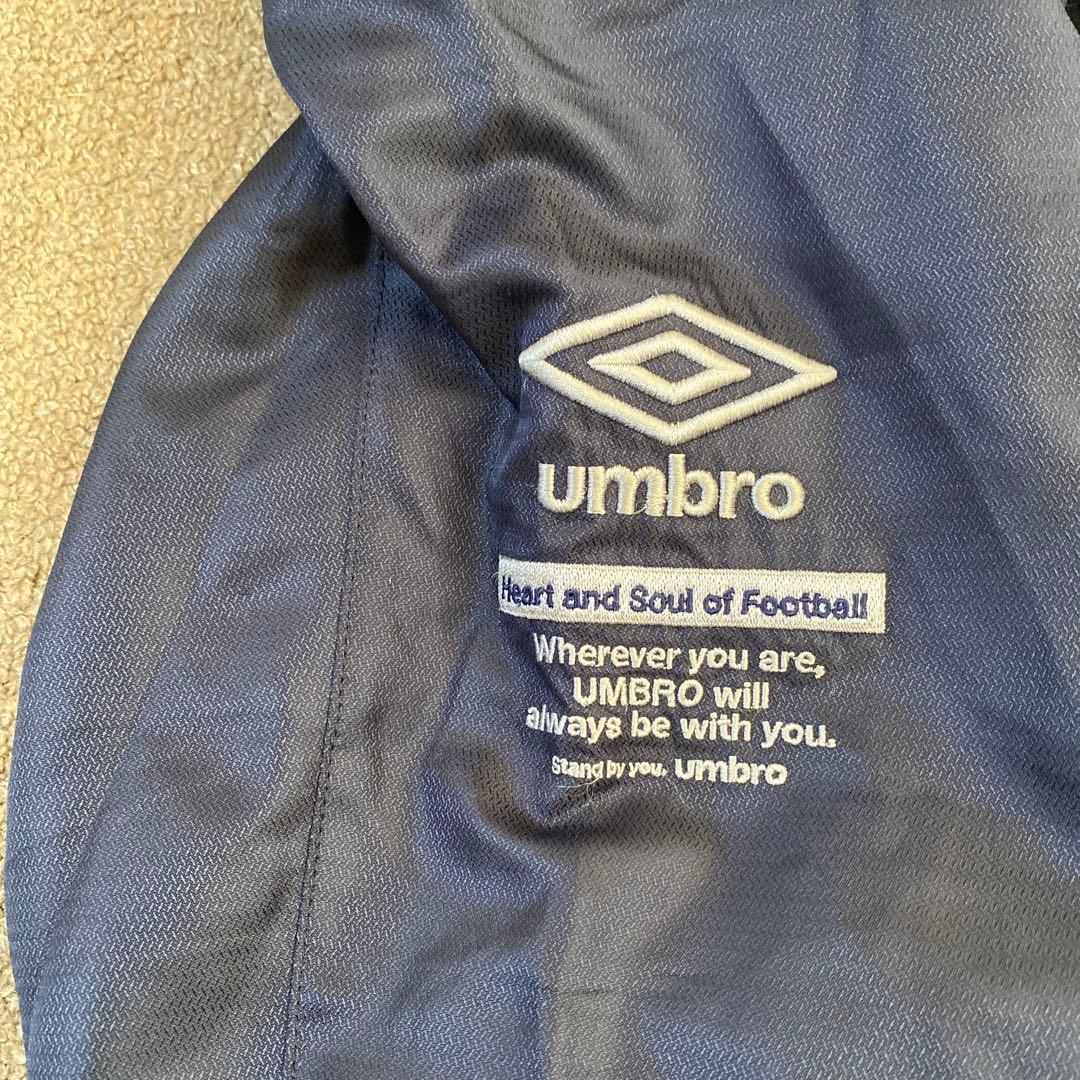 umbro
Heart and Soul of Football
Wherever you are,
UMBRO will
always be with you.
Stand by you. umbro